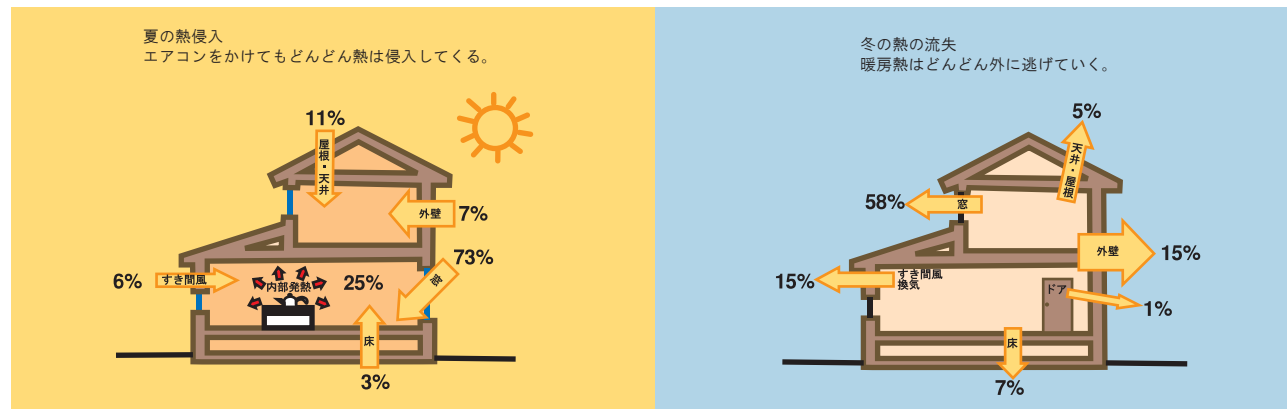 夏の熱侵入
エアコンをかけてもどんどん熱は侵入してくる。
11%
屋根・天井
外壁
7%
73%
窓
6%
すき間風
内部発熱
25%
床
3%
冬の熱の流失
暖房熱はどんどん外に逃げていく。
5%
天井・屋根
58%
窓
外壁
15%
15%
すき間風
換気
ドア
1%
床
7%